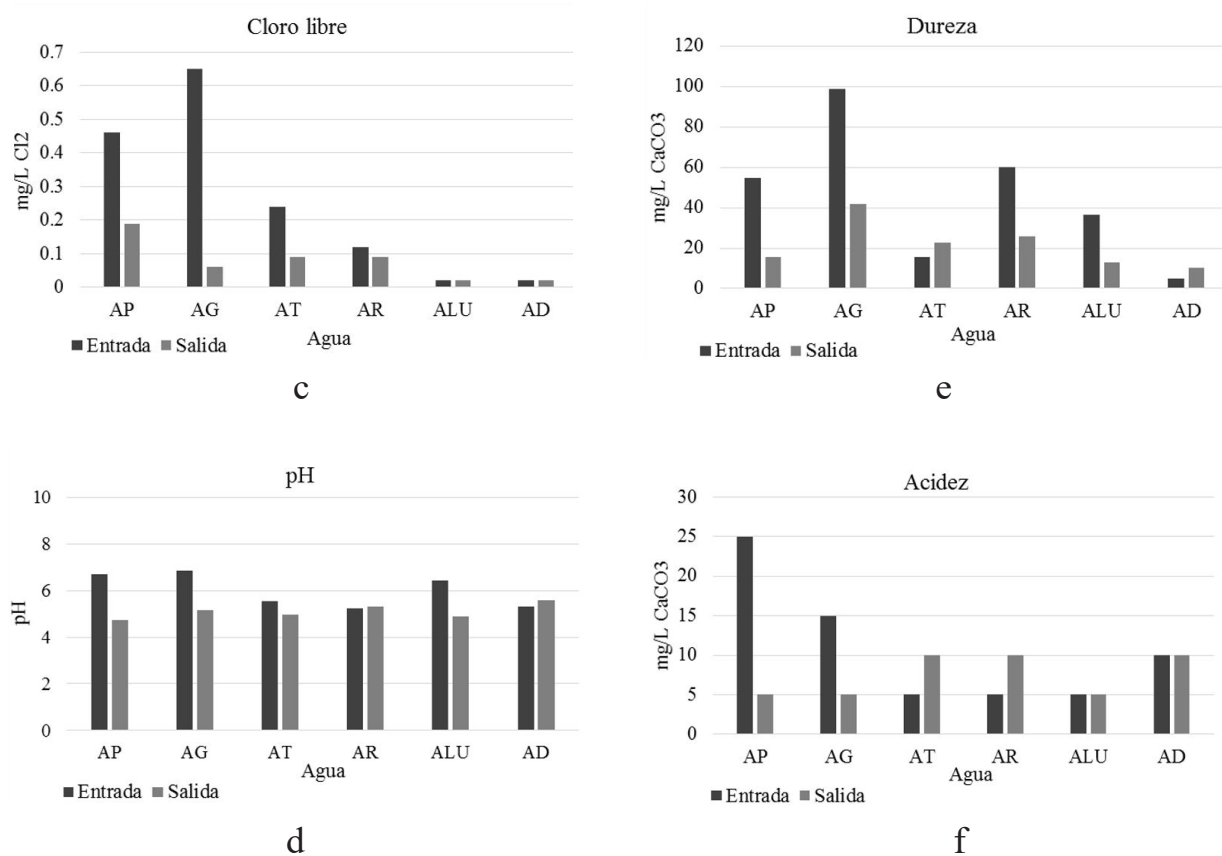 Cloro libre
0.7
0.6
0.5
0.4
0.3
0.2
0.1
0
mg/L Cl2
AP AG AT AR ALU AD
Agua
Entrada Salida
c
Dureza
120
100
80
60
40
20
0
mg/L CaCO3
AP AG AT AR ALU AD
Agua
Entrada Salida
e
pH
10
8
6
4
2
0
pH
AP AG AT AR ALU AD
Agua
Entrada Salida
d
Acidez
30
25
20
15
10
5
0
mg/L CaCO3
AP AG AT AR ALU AD
Agua
Entrada Salida
f